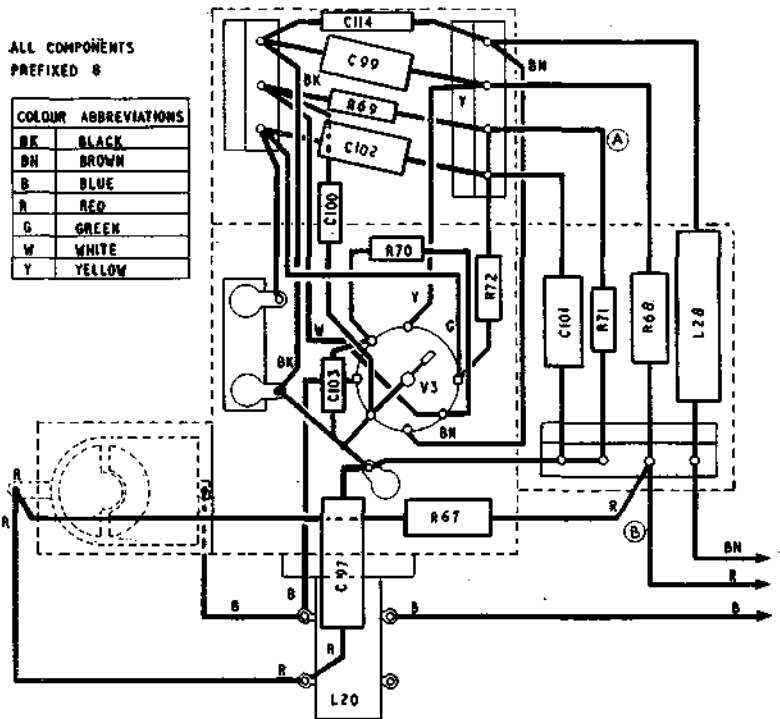 ALL COMPONENTS
PREFIXED 8
COLOUR ABBREVIATIONS
BK BLACK
BN BROWN
B BLUE
R RED
G GREEN
W WHITE
Y YELLOW
C114
C99
BK
R69
C102
Y
BN
A
C100
R70
R72
Y
G
W
C103
V3
BK
BN
C101
R71
R68
L28
R
R
R67
R
B
C97
B
B
B
BN
R
B
R
R
L20